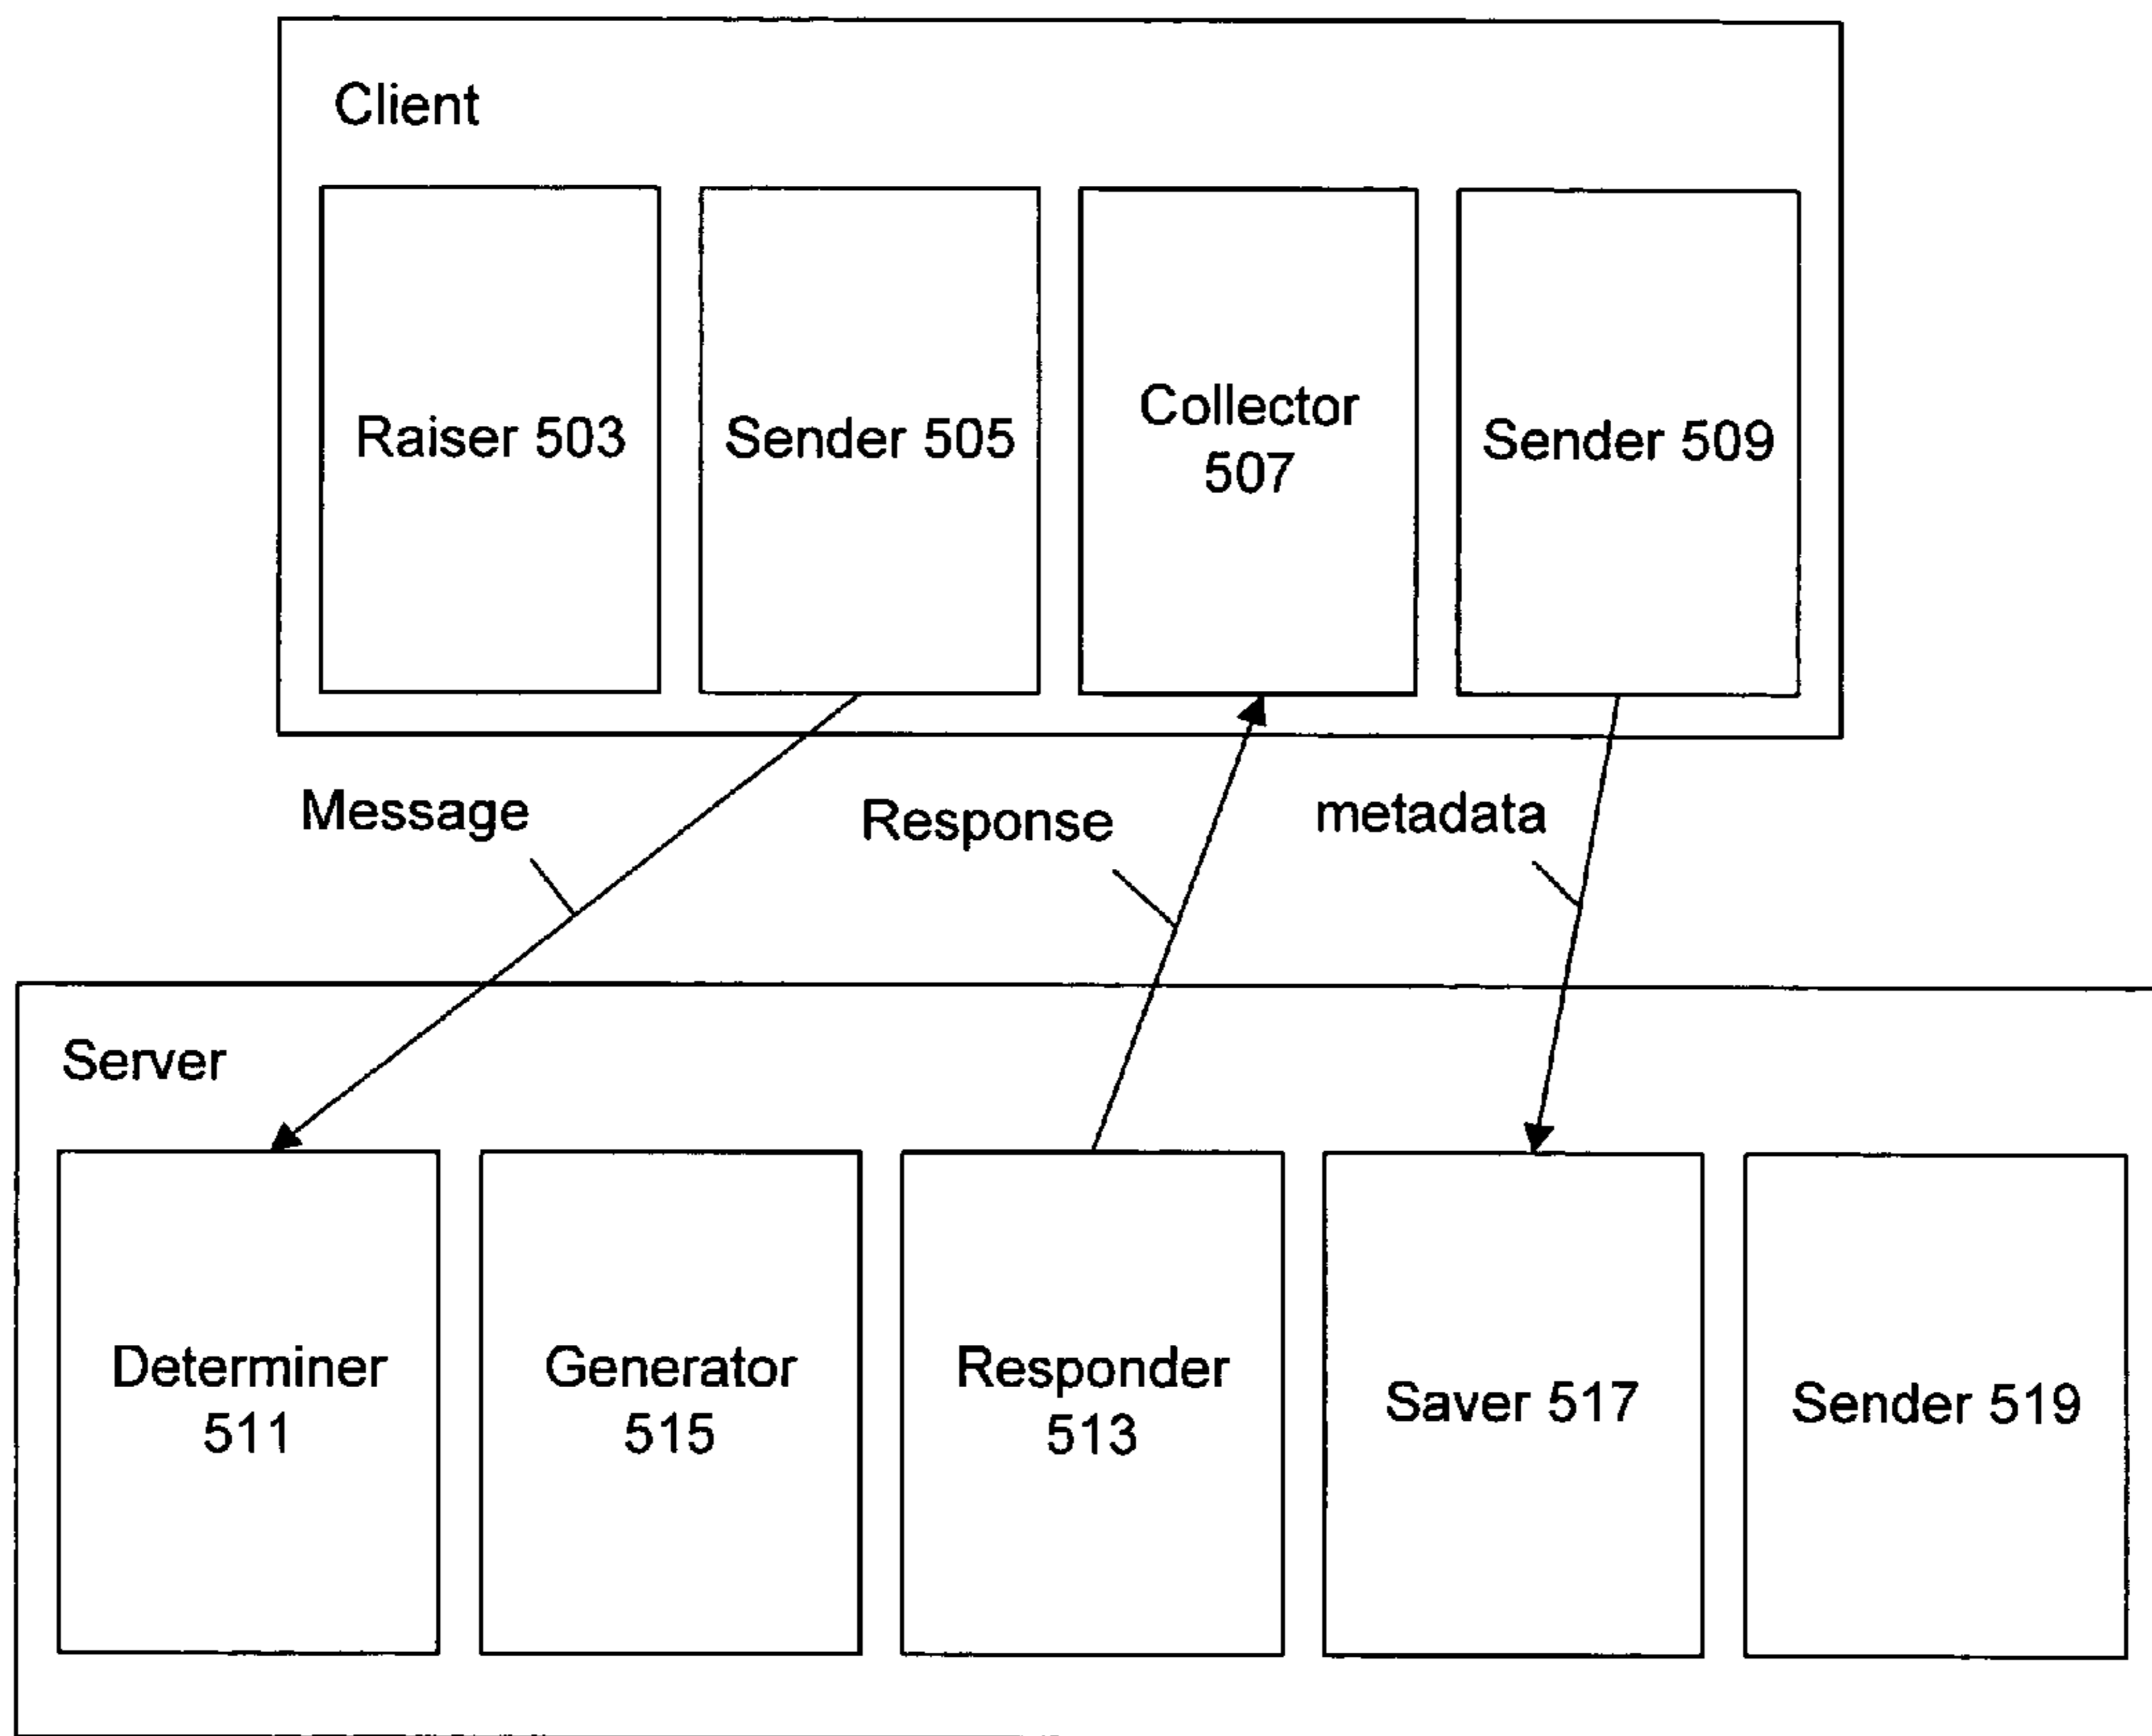 Client
Raiser 503
Sender 505
Collector
507
Sender 509
Message
Response
metadata
Server
Determiner
511
Generator
515
Responder
513
Saver 517
Sender 519